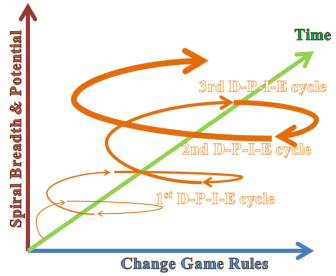 Time
3rd D-P-I-E cycle
2nd D-P-I-E cycle
1st D-P-I-E cycle
Spiral Breadth & Potential
Change Game Rules